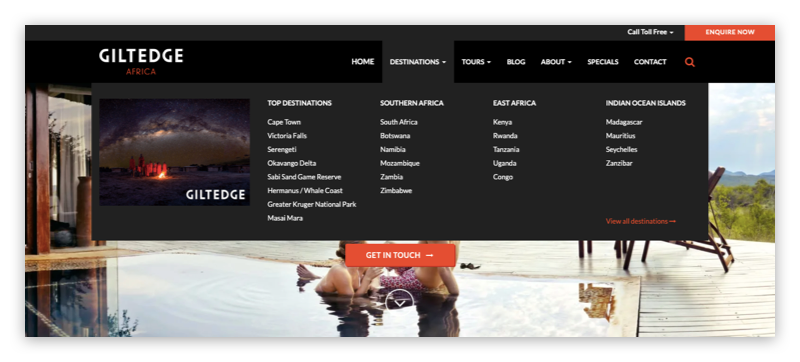 Call Toll Free
ENQUIRE NOW
GILTEDGE
AFRICA
HOME
DESTINATIONS
TOURS
BLOG
ABOUT
SPECIALS
CONTACT
GILTEDGE
TOP DESTINATIONS
Cape Town
Victoria Falls
Serengeti
Okavango Delta
Sabi Sand Game Reserve
Hermanus / Whale Coast
Greater Kruger National Park
Masai Mara
SOUTHERN AFRICA
South Africa
Botswana
Namibia
Mozambique
Zambia
Zimbabwe
EAST AFRICA
Kenya
Rwanda
Tanzania
Uganda
Congo
INDIAN OCEAN ISLANDS
Madagascar
Mauritius
Seychelles
Zanzibar
View all destinations →
GET IN TOUCH →